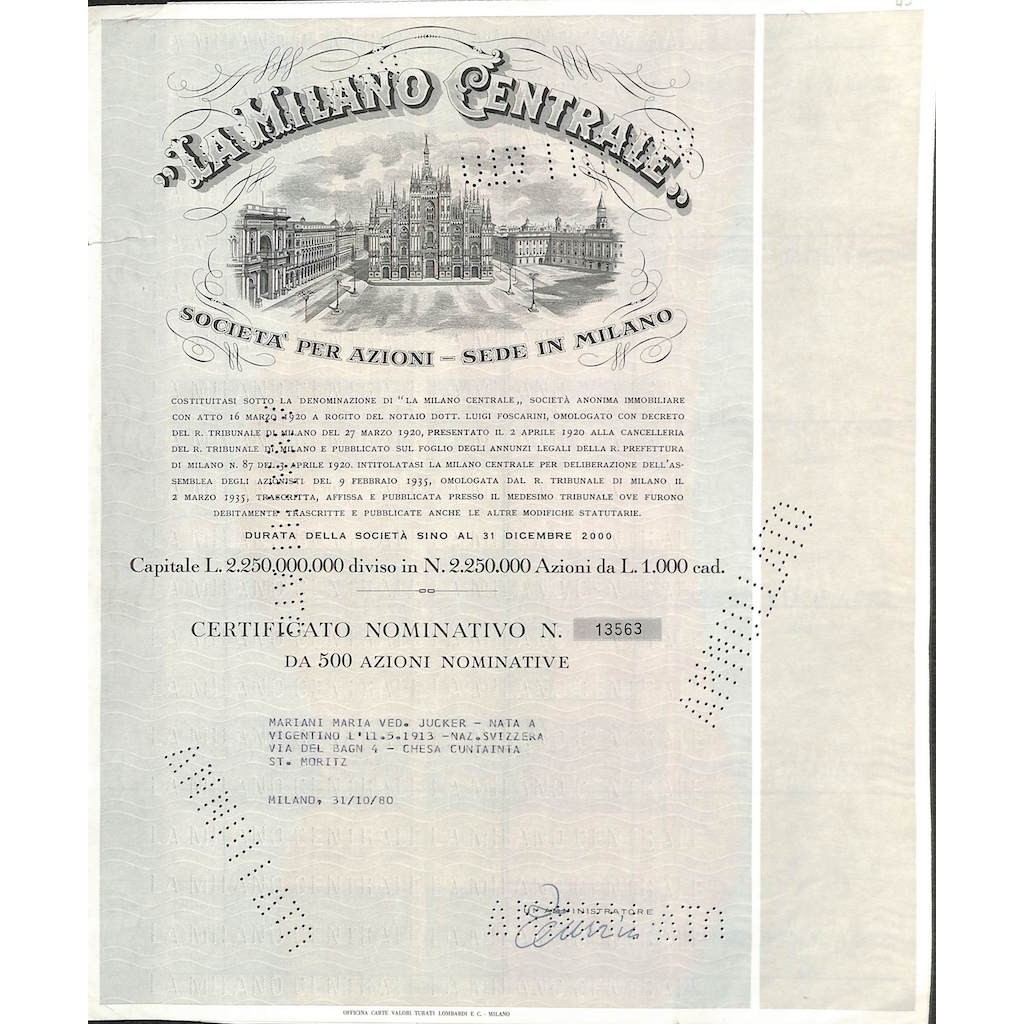 „LA MILANO CENTRALE„
SOCIETA' PER AZIONI – SEDE IN MILANO
COSTITUITASI SOTTO LA DENOMINAZIONE DI “LA MILANO CENTRALE„ SOCIETÀ ANONIMA IMMOBILIARE
CON ATTO 16 MARZO 1920 A ROGITO DEL NOTAIO DOTT. LUIGI FOSCARINI, OMOLOGATO CON DECRETO
DEL R. TRIBUNALE DI MILANO DEL 27 MARZO 1920, PRESENTATO IL 2 APRILE 1920 ALLA CANCELLERIA
DEL R. TRIBUNALE DI MILANO E PUBBLICATO SUL FOGLIO DEGLI ANNUNZI LEGALI DELLA R. PREFETTURA
DI MILANO N. 87 DEL 3 APRILE 1920. INTITOLATASI LA MILANO CENTRALE PER DELIBERAZIONE DELL'AS-
SEMBLEA DEGLI AZIONISTI DEL 9 FEBBRAIO 1935, OMOLOGATA DAL R. TRIBUNALE DI MILANO IL
2 MARZO 1935, TRASCRITTA, AFFISSA E PUBBLICATA PRESSO IL MEDESIMO TRIBUNALE OVE FURONO
DEBITAMENTE TRASCRITTE E PUBBLICATE ANCHE LE ALTRE MODIFICHE STATUTARIE.
DURATA DELLA SOCIETÀ SINO AL 31 DICEMBRE 2000
Capitale L. 2.250.000.000 diviso in N. 2.250.000 Azioni da L. 1.000 cad.
CERTIFICATO NOMINATIVO N. 13563
DA 500 AZIONI NOMINATIVE
MARIANI MARIA VED. JUCKER - NATA A
VIGENTINO L'11.5.1913 -NAZ.SVIZZERA
VIA DEL BAGN 4 - CHESA CUNTAINTA
ST. MORITZ
MILANO, 31/10/80
UN AMMINISTRATORE
ANNULLATO
ANNULLATO
ANNULLATO
OFFICINA CARTE VALORI TURATI LOMBARDI E C. - MILANO